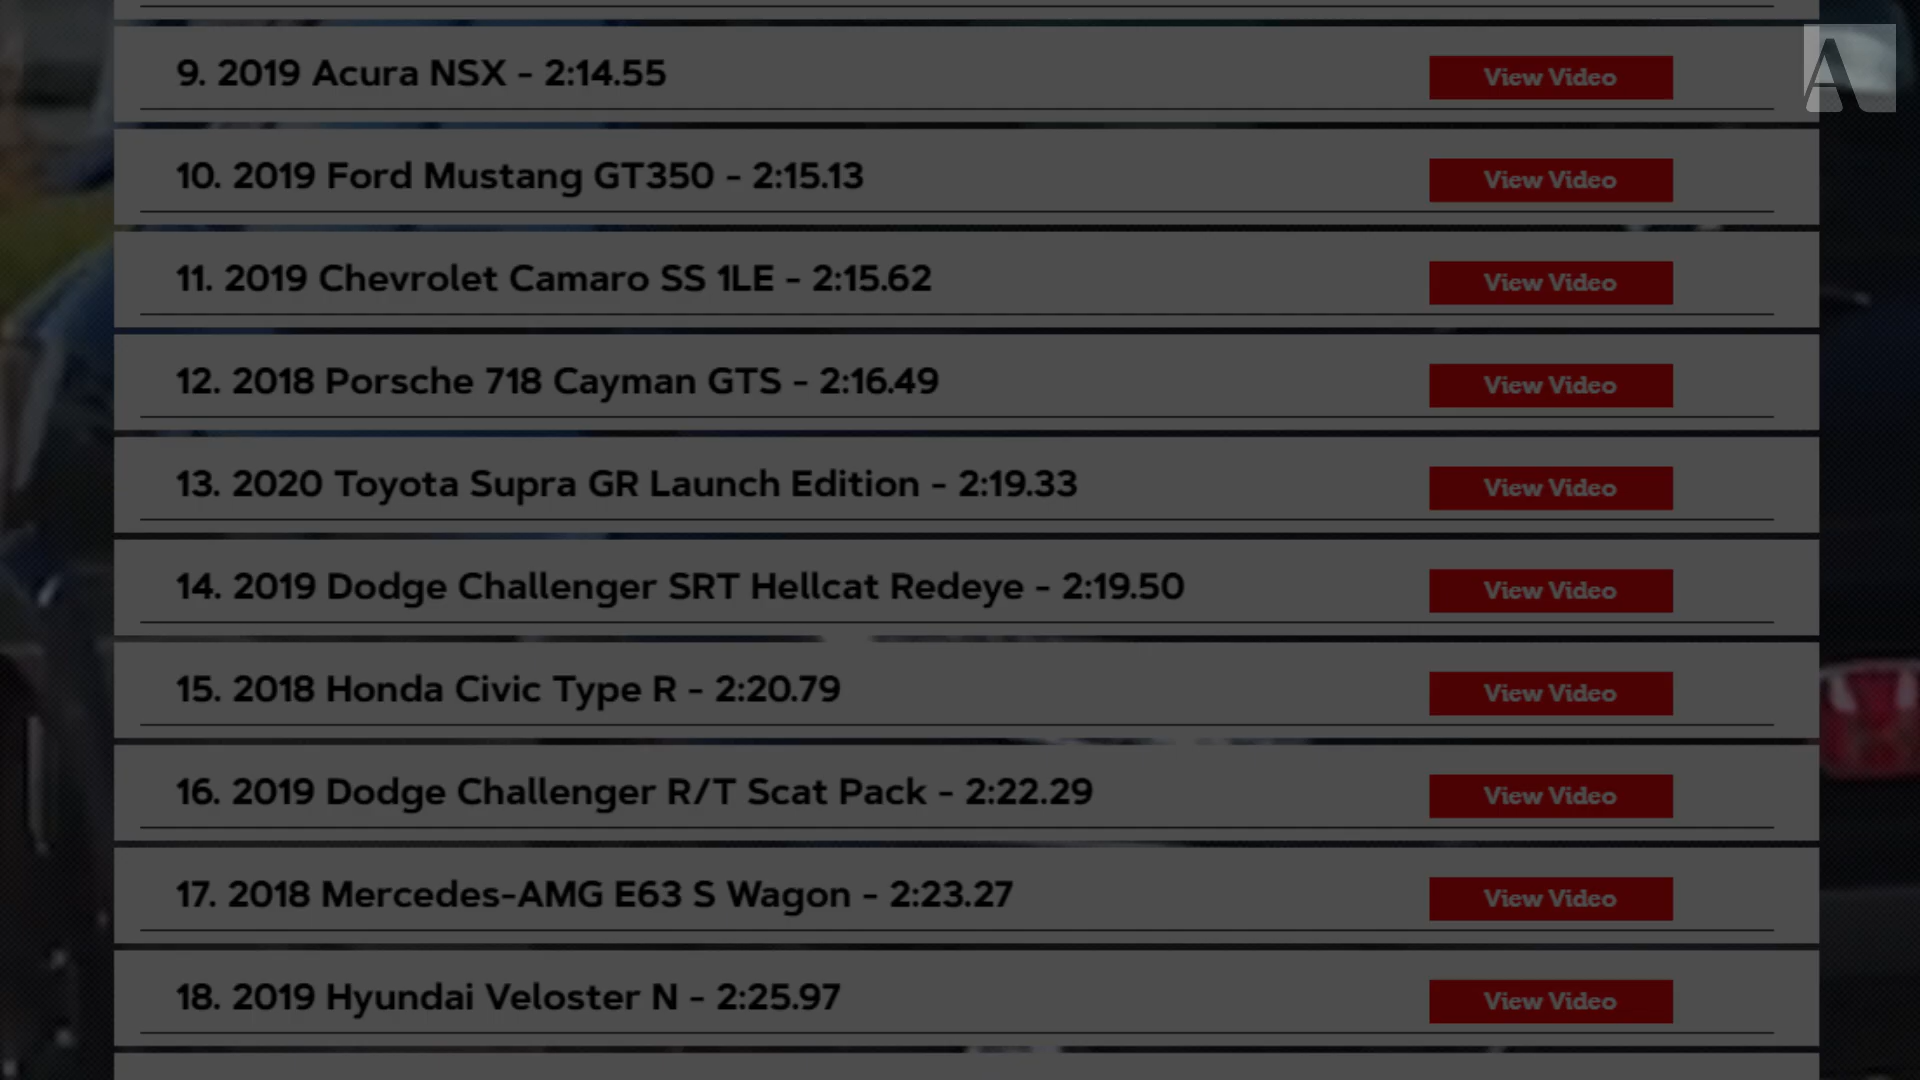 A
9. 2019 Acura NSX - 2:14.55
View Video
10. 2019 Ford Mustang GT350 - 2:15.13
View Video
11. 2019 Chevrolet Camaro SS 1LE - 2:15.62
View Video
12. 2018 Porsche 718 Cayman GTS - 2:16.49
View Video
13. 2020 Toyota Supra GR Launch Edition - 2:19.33
View Video
14. 2019 Dodge Challenger SRT Hellcat Redeye - 2:19.50
View Video
15. 2018 Honda Civic Type R - 2:20.79
View Video
16. 2019 Dodge Challenger R/T Scat Pack - 2:22.29
View Video
17. 2018 Mercedes-AMG E63 S Wagon - 2:23.27
View Video
18. 2019 Hyundai Veloster N - 2:25.97
View Video